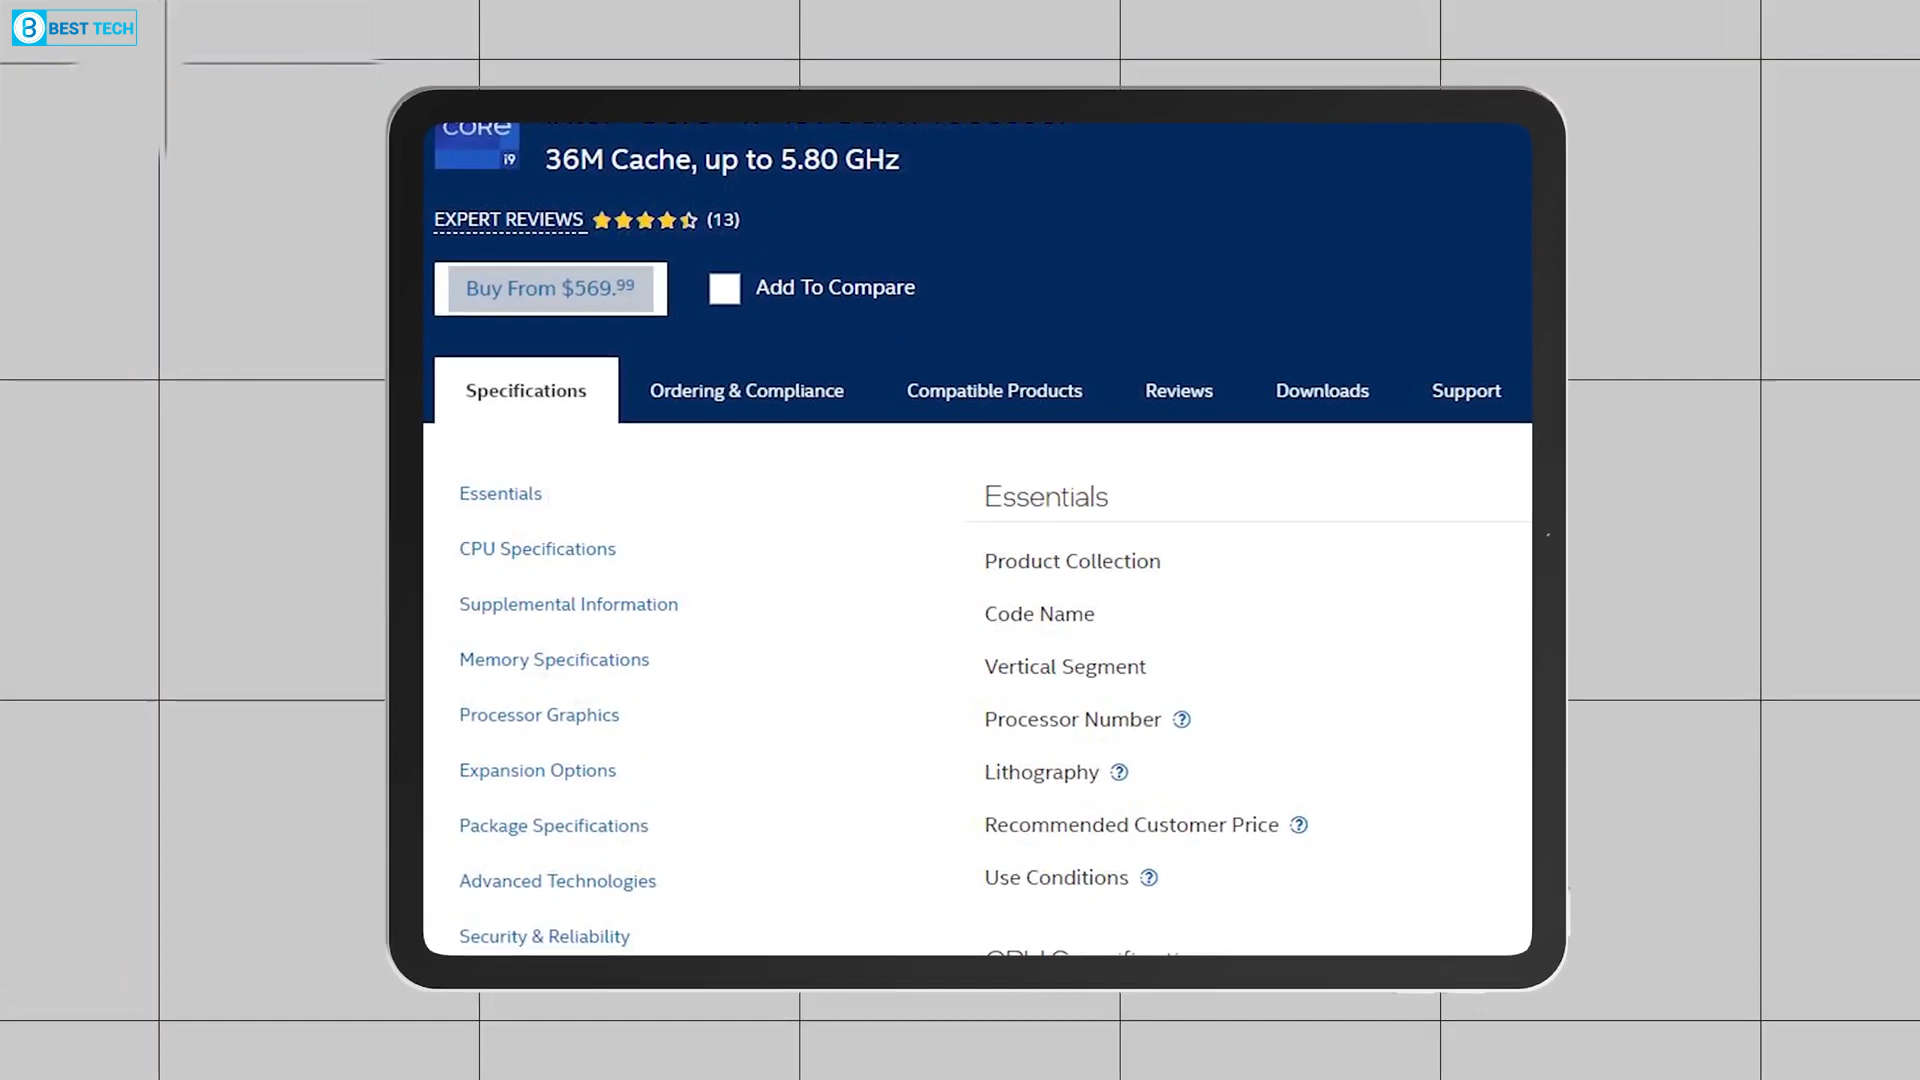 BEST TECH
CORE
i9
36M Cache, up to 5.80 GHz
EXPERT REVIEWS (13)
Buy From $569.99
Add To Compare
Specifications
Ordering & Compliance
Compatible Products
Reviews
Downloads
Support
Essentials
CPU Specifications
Supplemental Information
Memory Specifications
Processor Graphics
Expansion Options
Package Specifications
Advanced Technologies
Security & Reliability
Essentials
Product Collection
Code Name
Vertical Segment
Processor Number
Lithography
Recommended Customer Price
Use Conditions